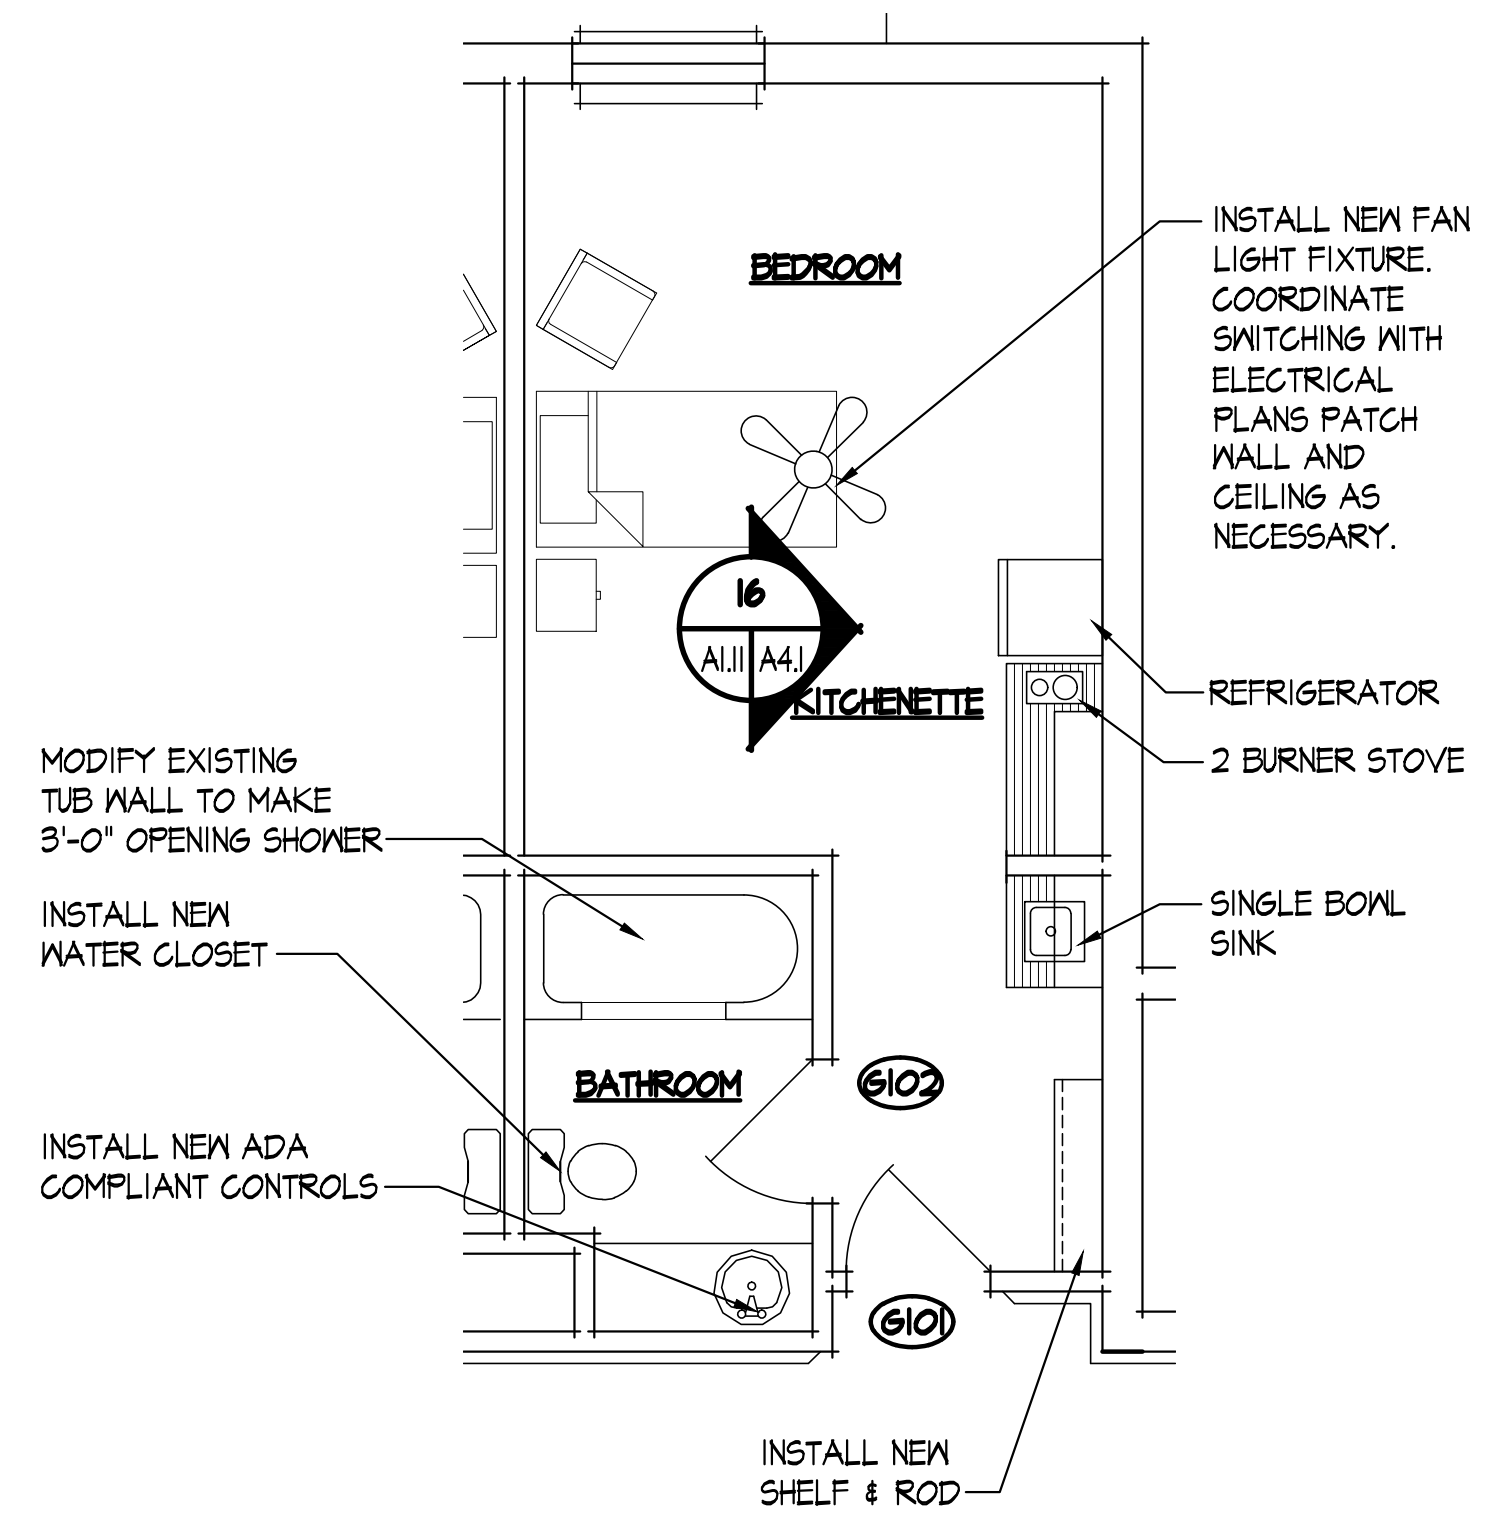 BEDROOM
INSTALL NEW FAN
LIGHT FIXTURE.
COORDINATE
SWITCHING WITH
ELECTRICAL
PLANS PATCH
WALL AND
CEILING AS
NECESSARY.
16
A1.11 A4.1
KITCHENETTE
REFRIGERATOR
2 BURNER STOVE
MODIFY EXISTING
TUB WALL TO MAKE
3'-0" OPENING SHOWER
INSTALL NEW
WATER CLOSET
SINGLE BOWL
SINK
BATHROOM
G102
INSTALL NEW ADA
COMPLIANT CONTROLS
G101
INSTALL NEW
SHELF & ROD